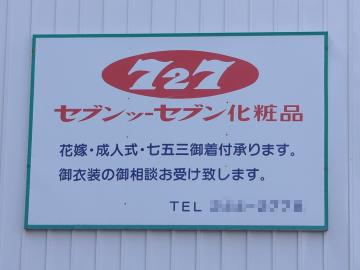 727
セブンツーセブン化粧品
花嫁・成人式・七五三御着付承ります。
御衣装の御相談お受け致します。
TEL